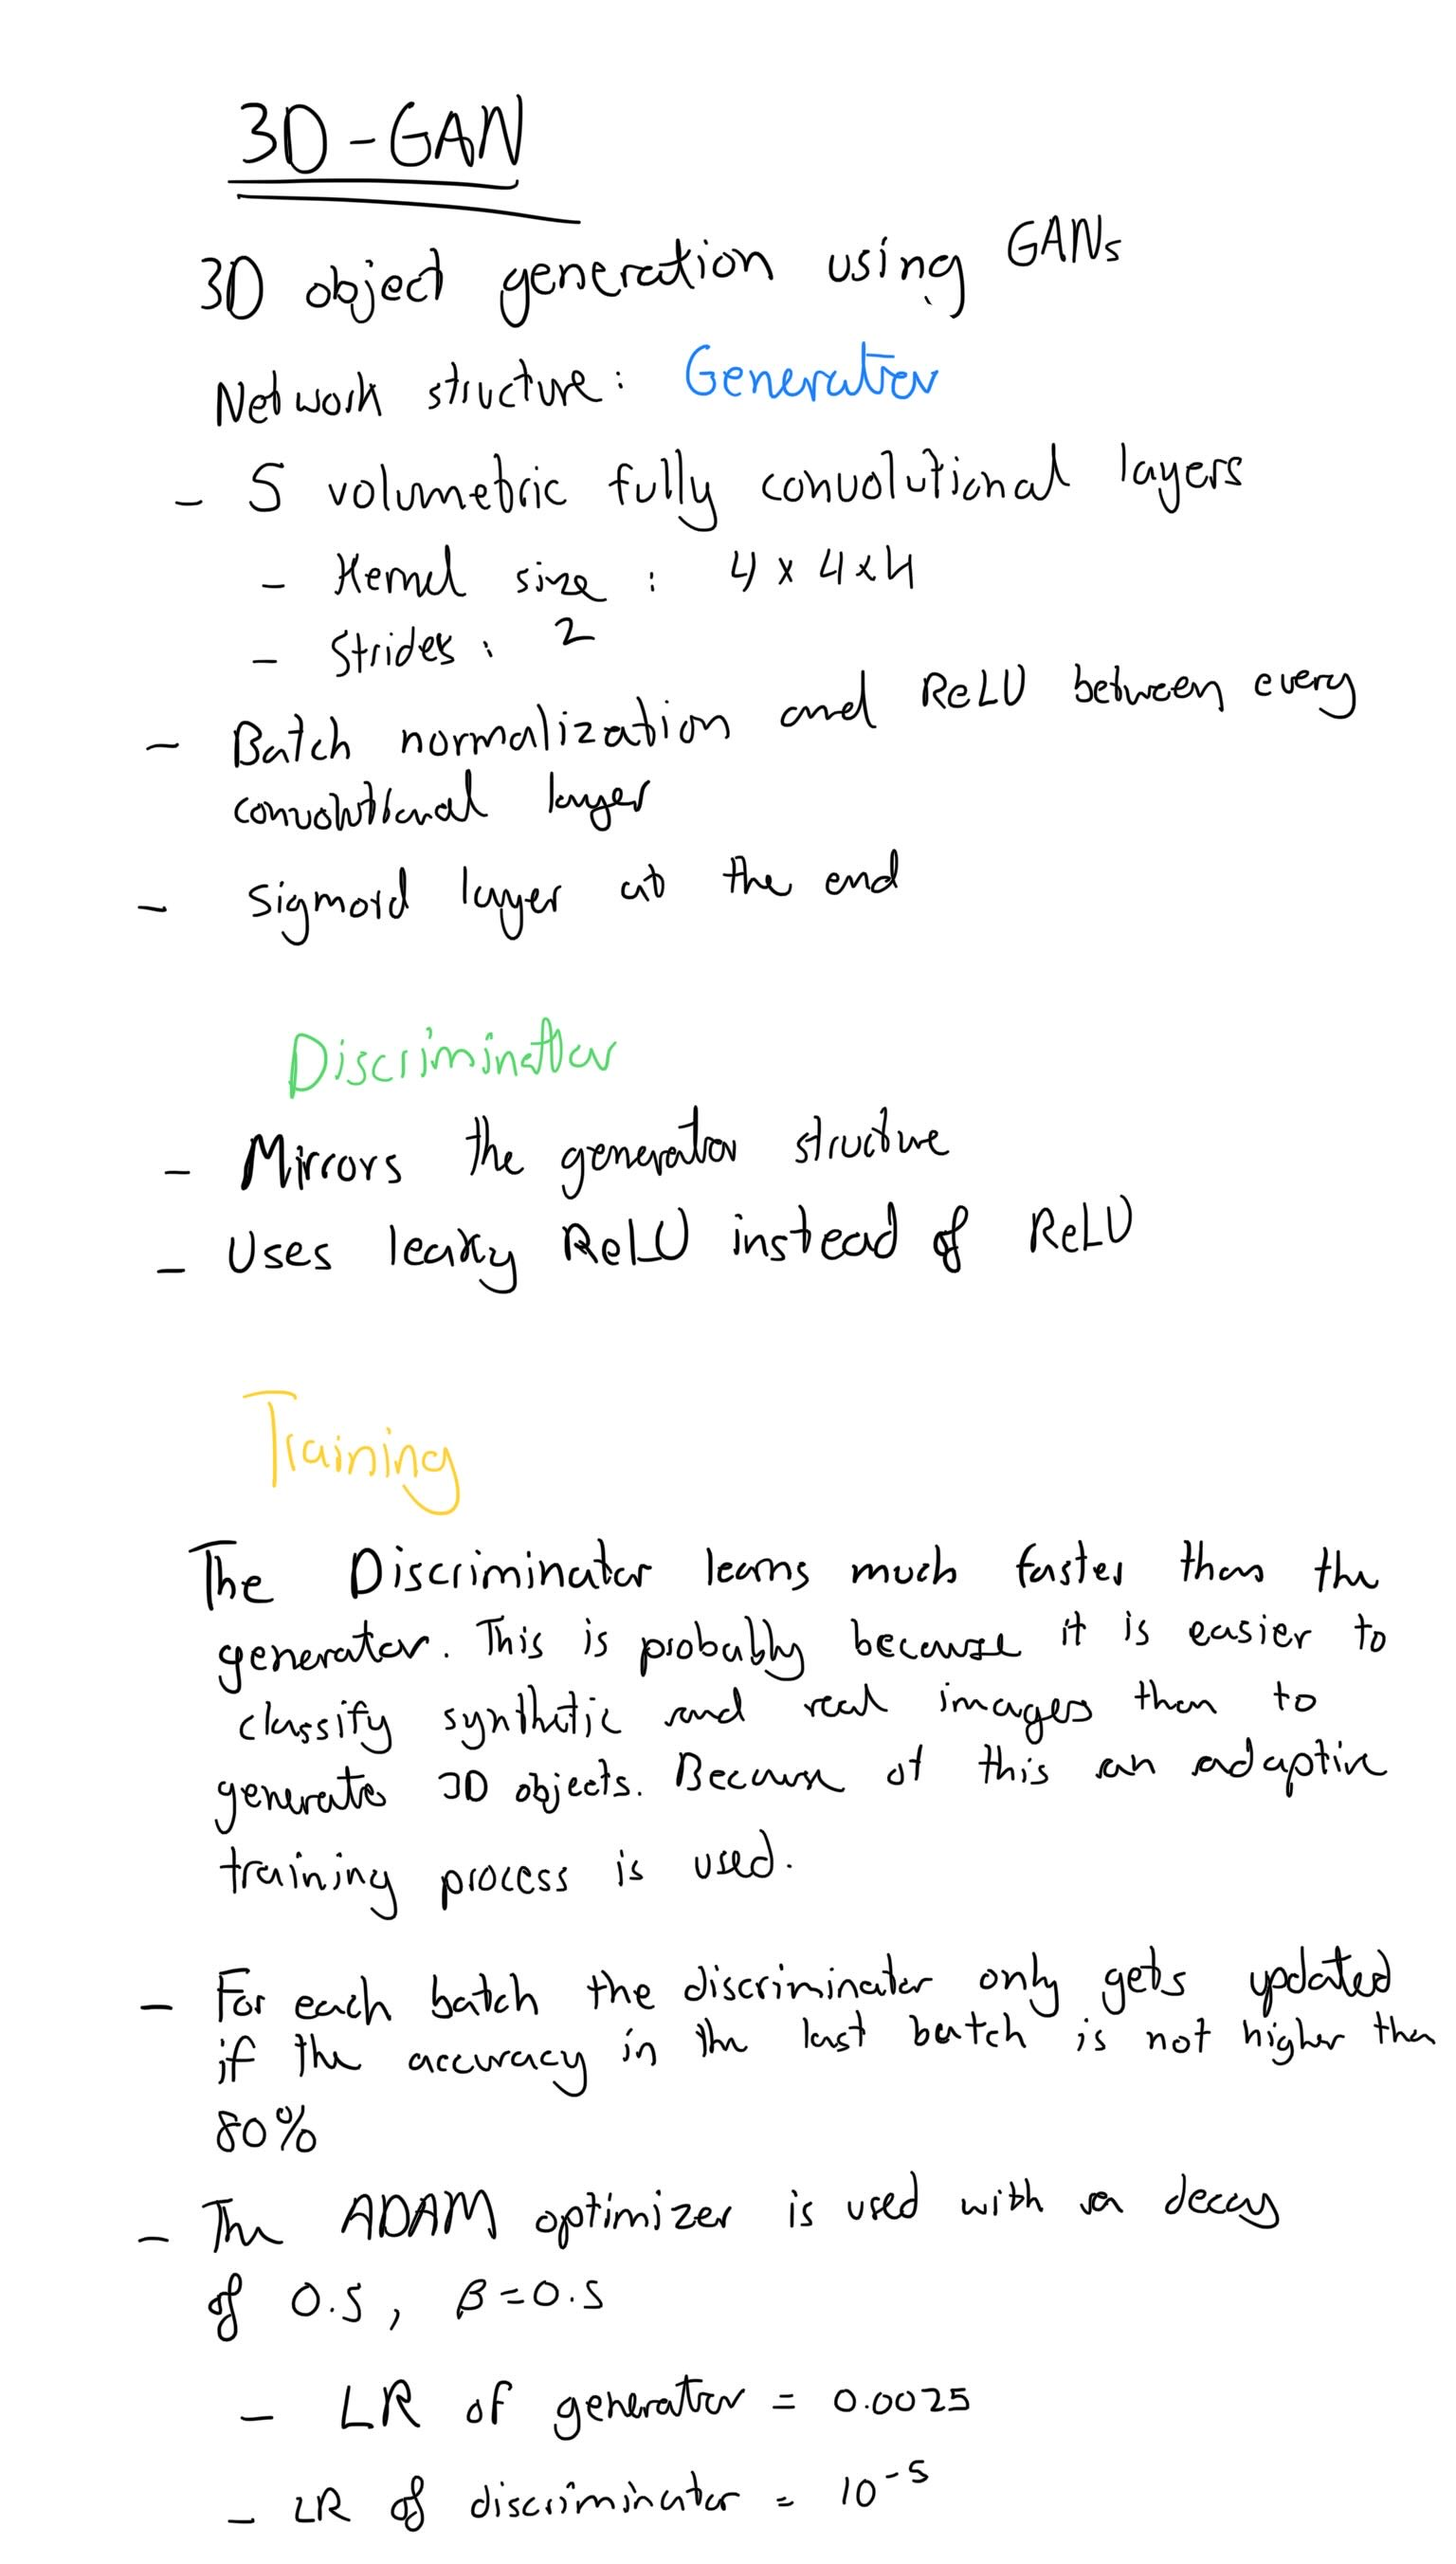 3D-GAN
3D object generation using GANs
Network structure: Generator
- 5 volumetric fully convolutional layers
- Kernel size : 4 x 4 x 4
- Strides : 2
- Batch normalization and ReLU between every
convolutional layer
- Sigmoid layer at the end
Discriminator
- Mirrors the generator structure
- Uses leaky ReLU instead of ReLU
Training
The Discriminator learns much faster than the
generator. This is probably because it is easier to
classify synthetic and real images than to
generate 3D objects. Because of this an adaptive
training process is used.
- For each batch the discriminator only gets updated
if the accuracy in the last batch is not higher than
80%
- The ADAM optimizer is used with a decay
of 0.5, β=0.5
- LR of generator = 0.0025
- LR of discriminator = 10⁻⁵